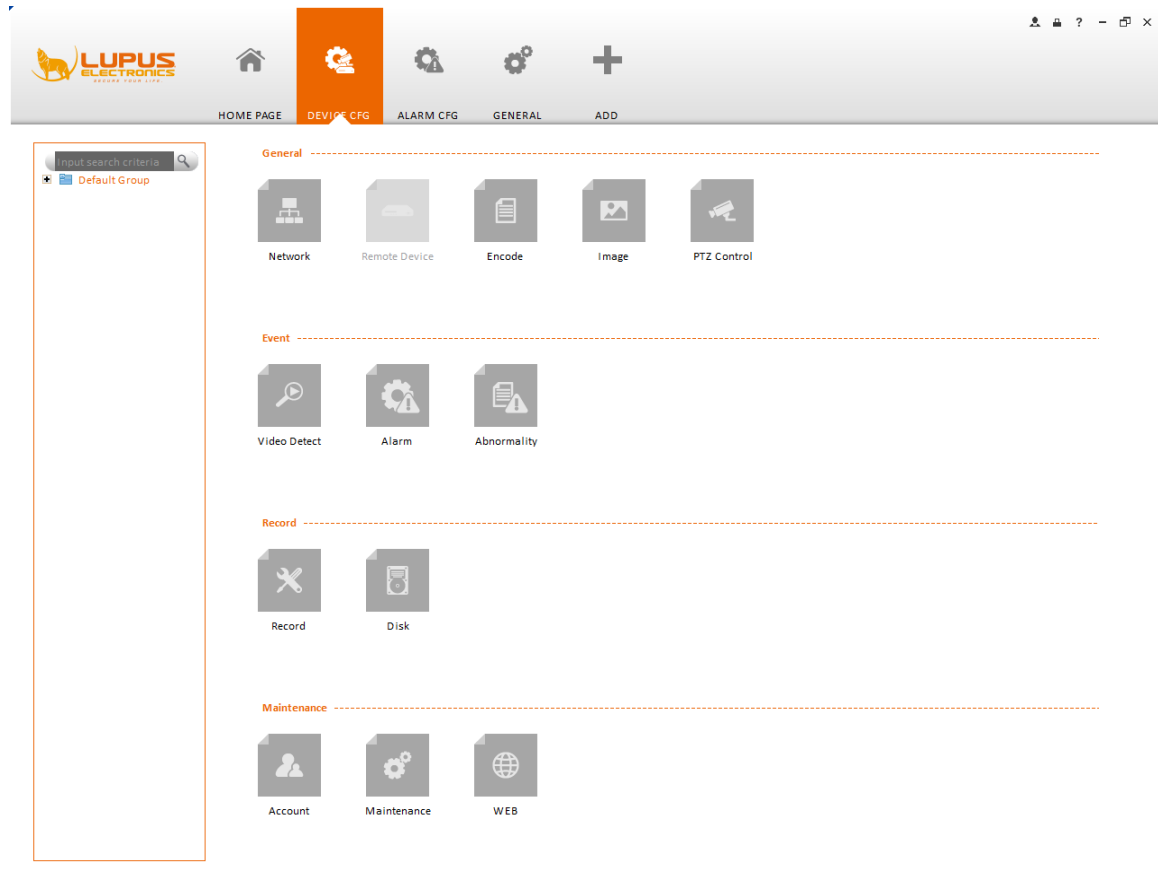 LUPUS
ELECTRONICS
SECURE YOUR LIFE
?
HOME PAGE
DEVICE CFG
ALARM CFG
GENERAL
ADD
Input search criteria
Default Group
General
Network
Remote Device
Encode
Image
PTZ Control
Event
Video Detect
Alarm
Abnormality
Record
Record
Disk
Maintenance
Account
Maintenance
WEB